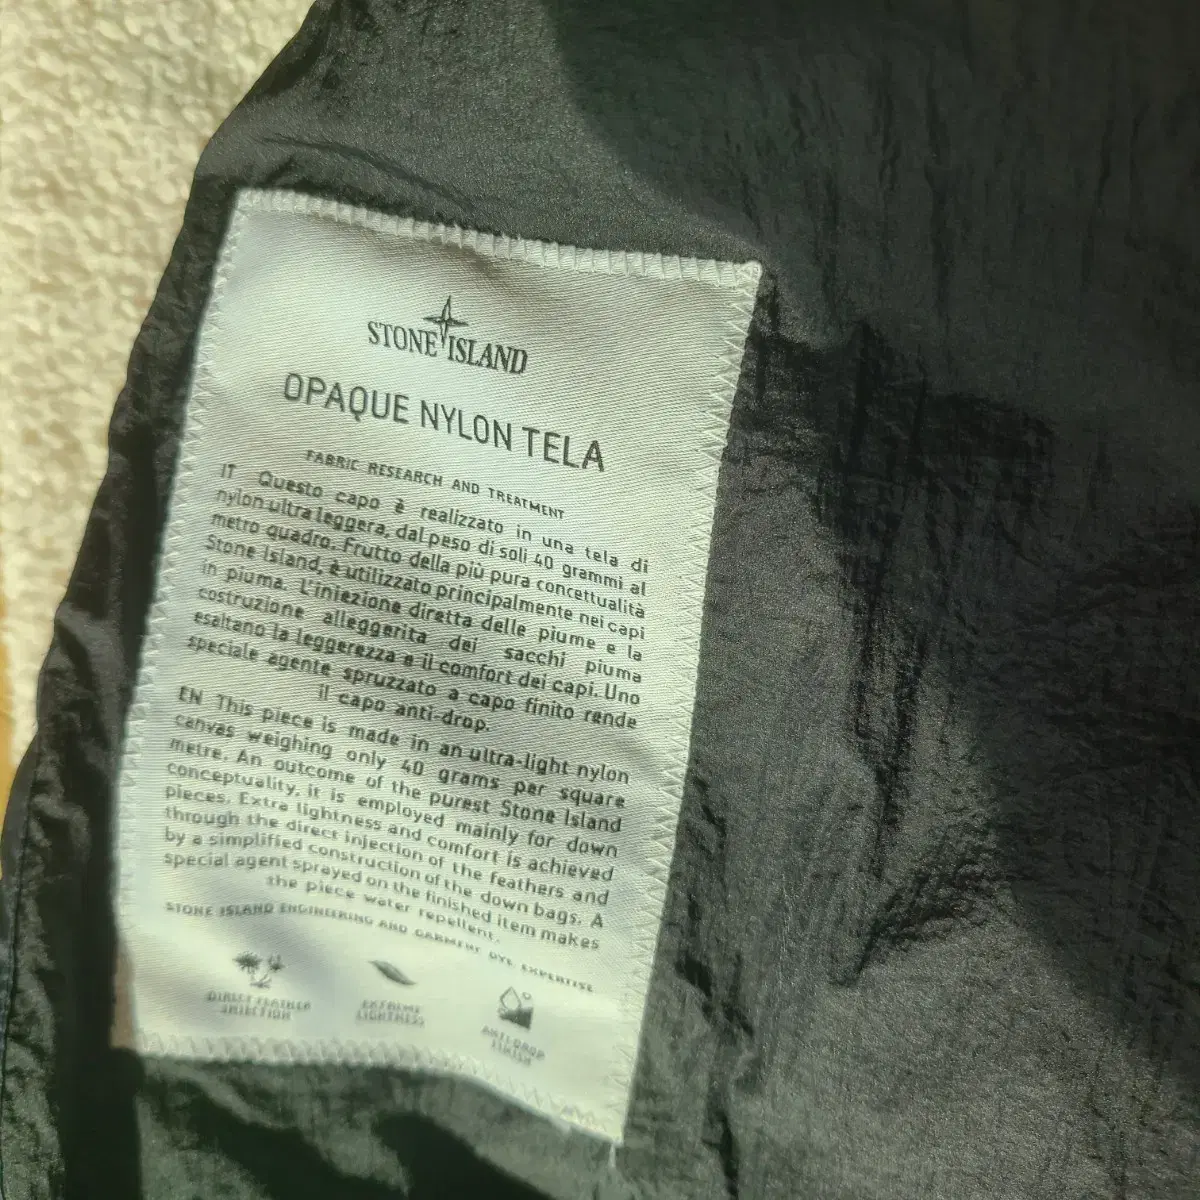 STONE ISLAND
OPAQUE NYLON TELA
FABRIC RESEARCH AND TREATMENT
IT Questo capo è realizzato in una tela di
nylon ultra leggera, dal peso di soli 40 grammi al
metro quadro. Frutto della più pura concettualità
Stone Island, è utilizzato principalmente nei capi
in piuma. L'iniezione diretta delle piume e la
costruzione alleggerita dei sacchi piuma
esaltano la leggerezza e il comfort dei capi. Uno
speciale agente spruzzato a capo finito rende
il capo anti-drop.
EN This piece is made in an ultra-light nylon
canvas weighing only 40 grams per square
metre. An outcome of the purest Stone Island
conceptuality, it is employed mainly for down
pieces. Extra lightness and comfort is achieved
through the direct injection of the feathers and
by a simplified construction of the down bags. A
special agent sprayed on the finished item makes
the piece water repellent.
STONE ISLAND ENGINEERING AND GARMENT DYE EXPERTISE
DIRECT FEATHER
INJECTION
EXTREME
LIGHTNESS
ANTI DROP
FINISH